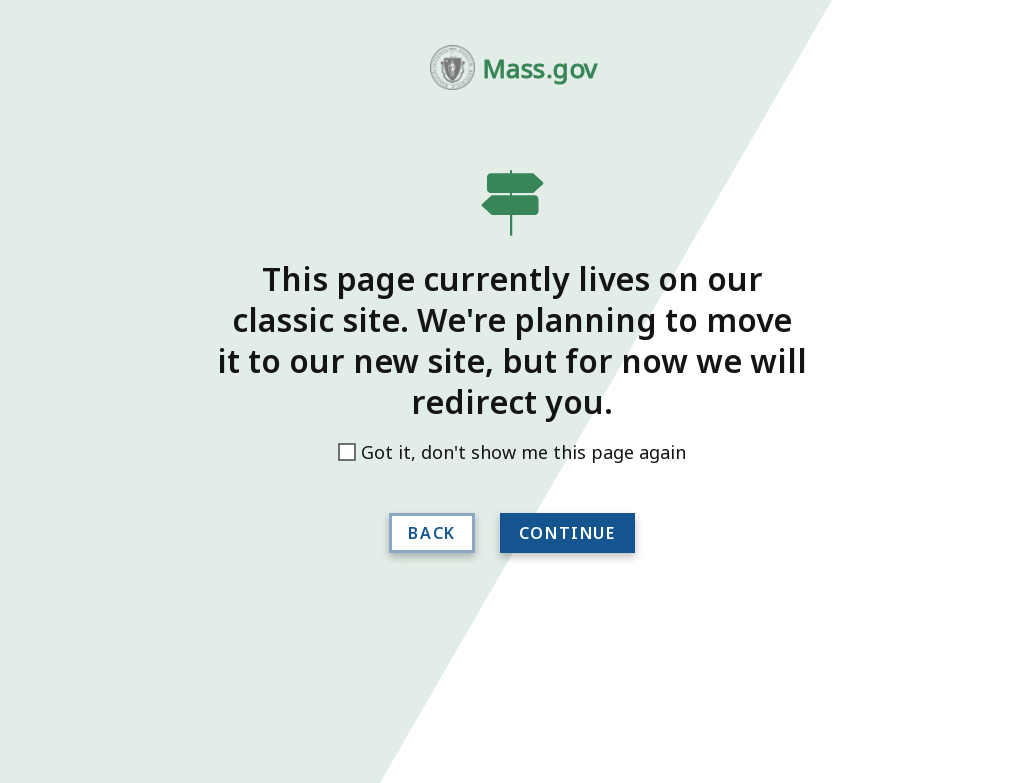 Mass.gov
This page currently lives on our
classic site. We're planning to move
it to our new site, but for now we will
redirect you.
Got it, don't show me this page again
BACK
CONTINUE